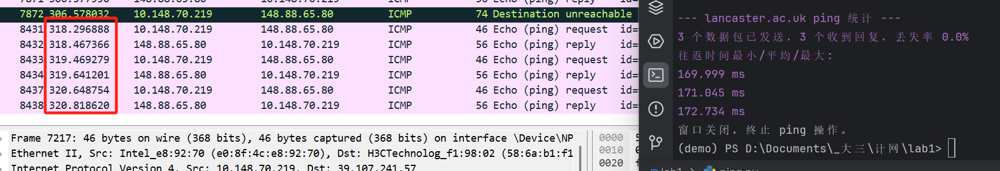 7872 306.578032 10.148.70.219 148.88.65.80 ICMP 74 Destination unreachable
8431 318.296888 10.148.70.219 148.88.65.80 ICMP 46 Echo (ping) request id=
8432 318.467366 148.88.65.80 10.148.70.219 ICMP 56 Echo (ping) reply id=
8433 319.469279 10.148.70.219 148.88.65.80 ICMP 46 Echo (ping) request id=
8434 319.641201 148.88.65.80 10.148.70.219 ICMP 56 Echo (ping) reply id=
8437 320.648754 10.148.70.219 148.88.65.80 ICMP 46 Echo (ping) request id=
8438 320.818620 148.88.65.80 10.148.70.219 ICMP 56 Echo (ping) reply id=
Frame 7217: 46 bytes on wire (368 bits), 46 bytes captured (368 bits) on interface \Device\NP
Ethernet II, Src: Intel_e8:92:70 (e0:8f:4c:e8:92:70), Dst: H3CTechnolog_f1:98:02 (58:6a:b1:f1
Internet Protocol Version 4, Src: 10.148.70.219, Dst: 39.107.241.57
0000 5
0010 0
0020 f
--- lancaster.ac.uk ping 统计 ---
3 个数据包已发送，3 个收到回复，丢失率 0.0%
往返时间最小/平均/最大：
169.999 ms
171.045 ms
172.734 ms
窗口关闭，终止 ping 操作。
(demo) PS D:\Documents\_大三\计网\lab1>
lab1 > ping.py